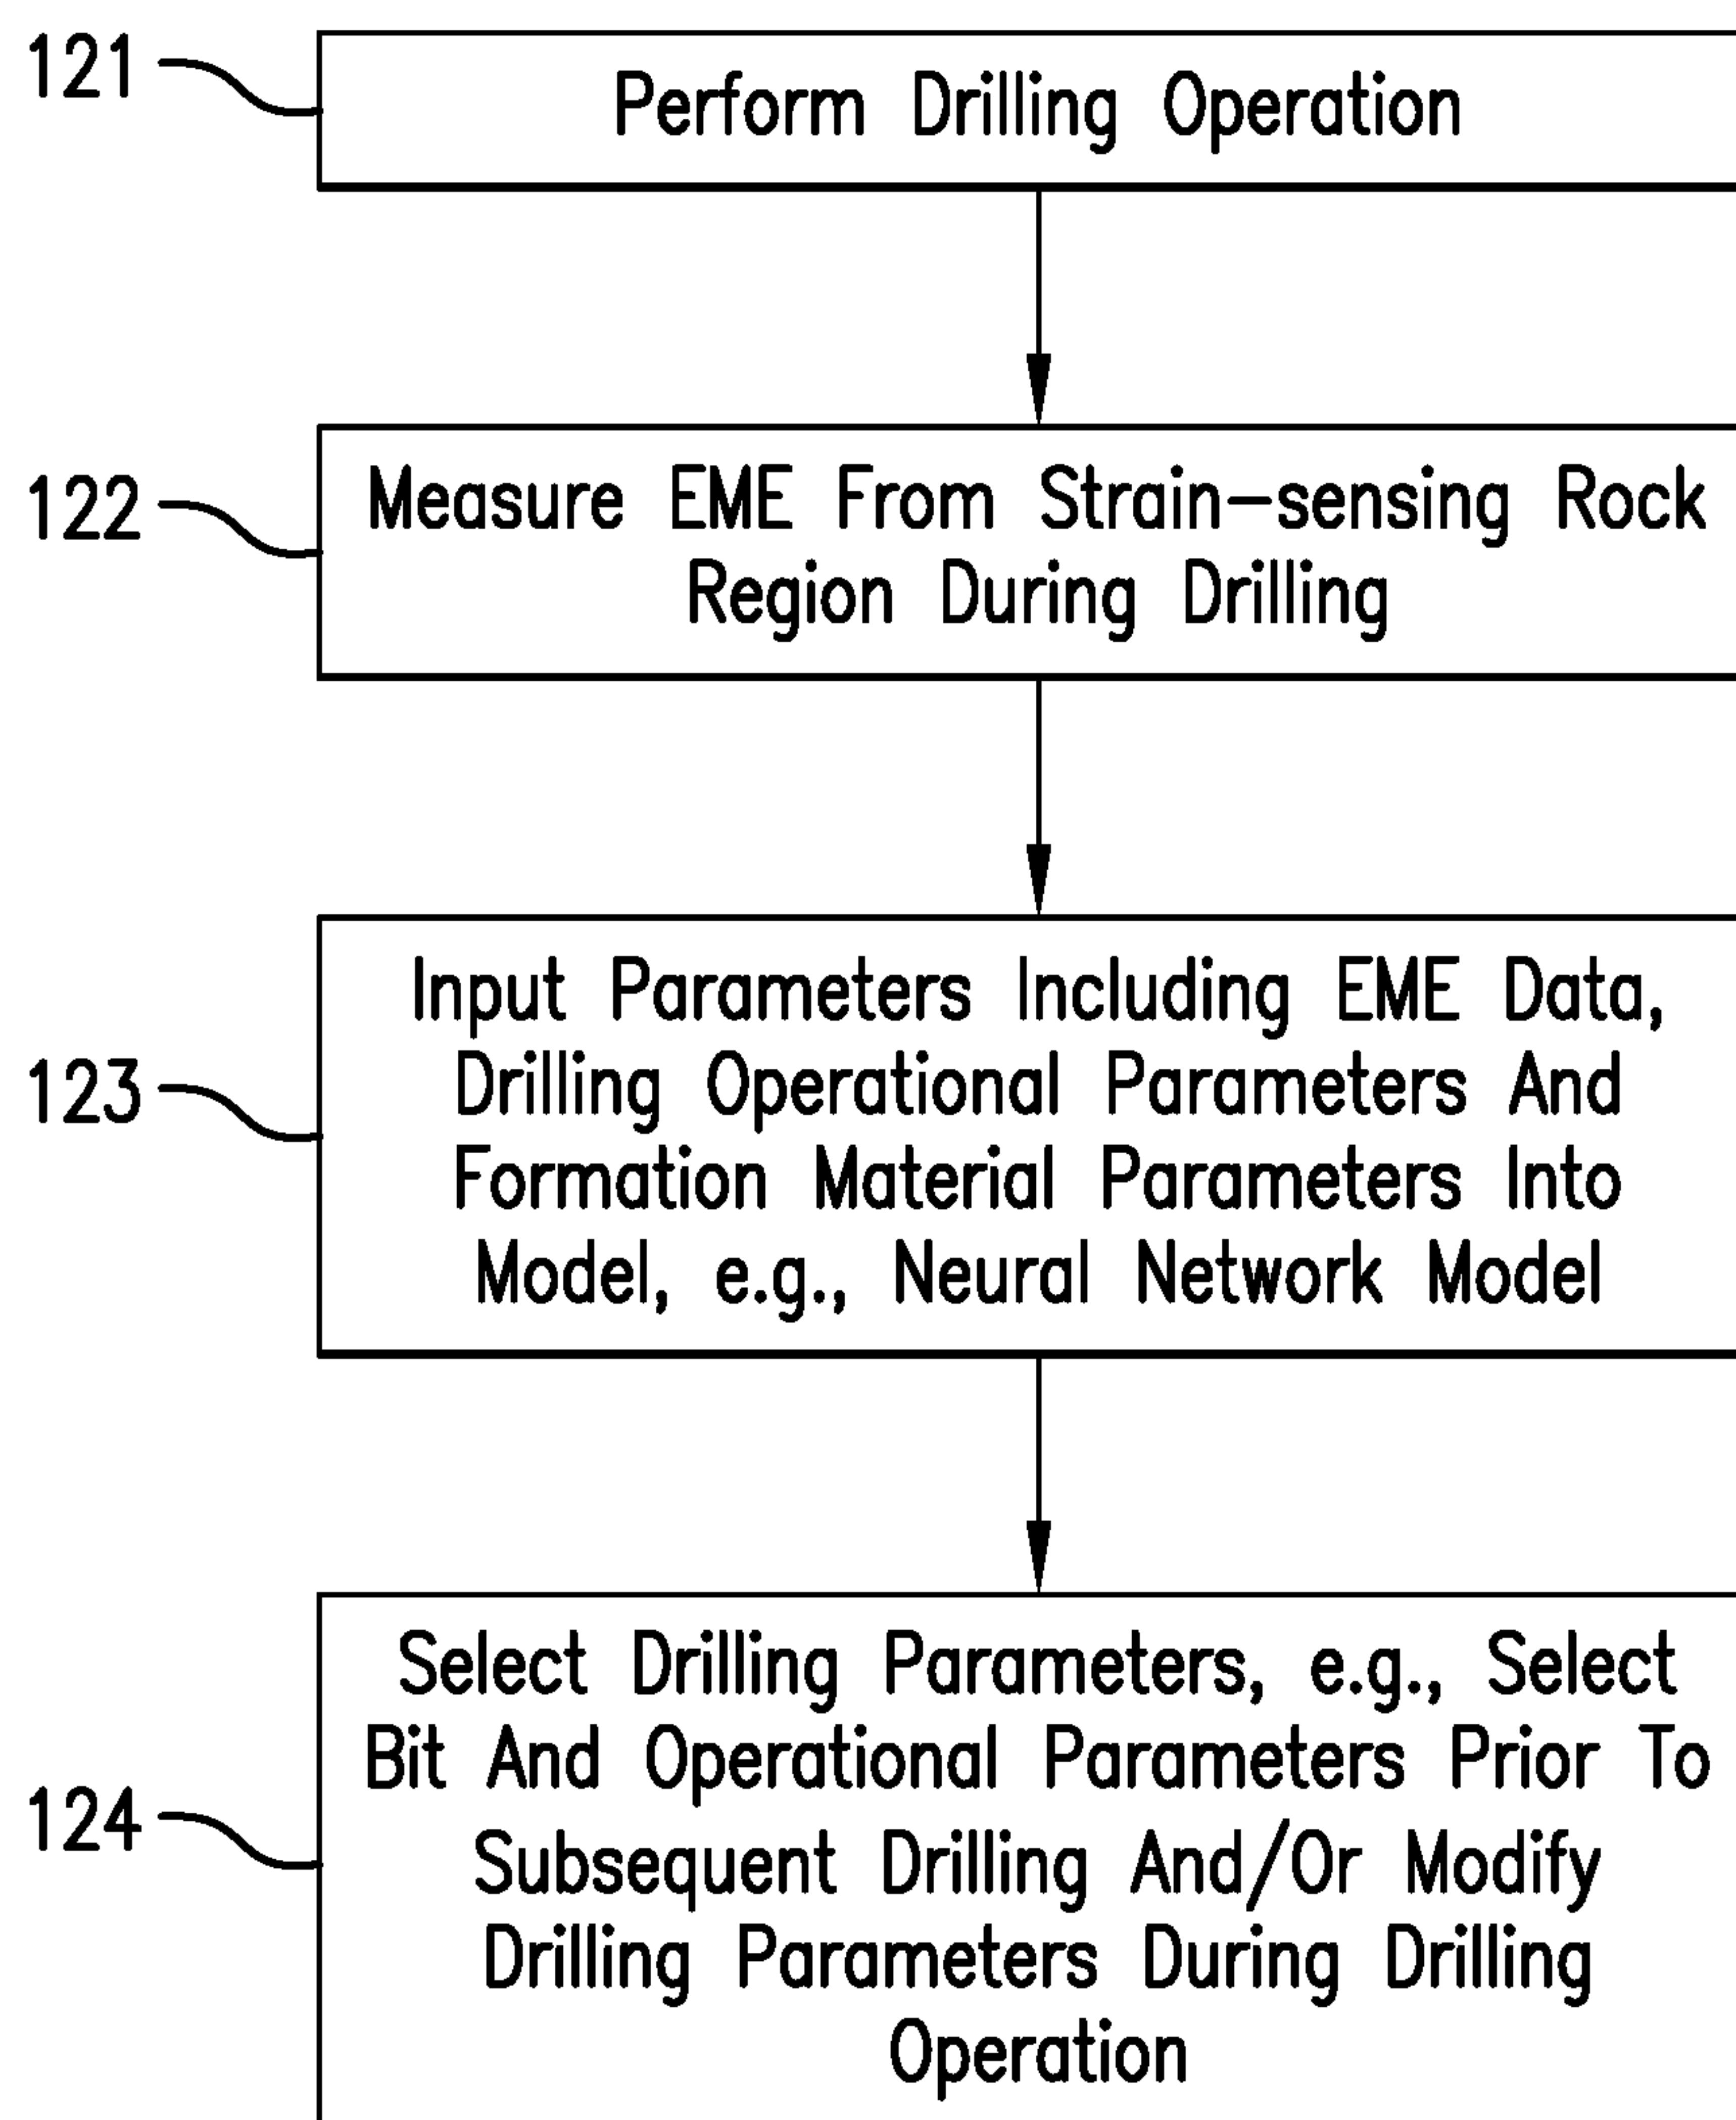 121
Perform Drilling Operation
122
Measure EME From Strain-sensing Rock
Region During Drilling
123
Input Parameters Including EME Data,
Drilling Operational Parameters And
Formation Material Parameters Into
Model, e.g., Neural Network Model
124
Select Drilling Parameters, e.g., Select
Bit And Operational Parameters Prior To
Subsequent Drilling And/Or Modify
Drilling Parameters During Drilling
Operation